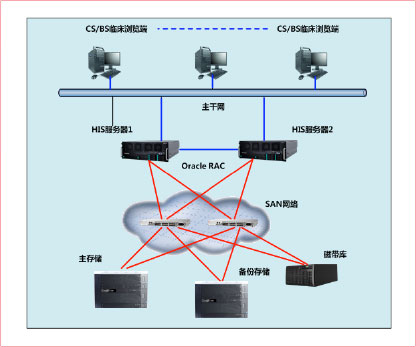 CS/BS临床浏览端
CS/BS临床浏览端
主干网
HIS服务器1
HIS服务器2
Oracle RAC
SAN网络
主存储
备份存储
磁带库